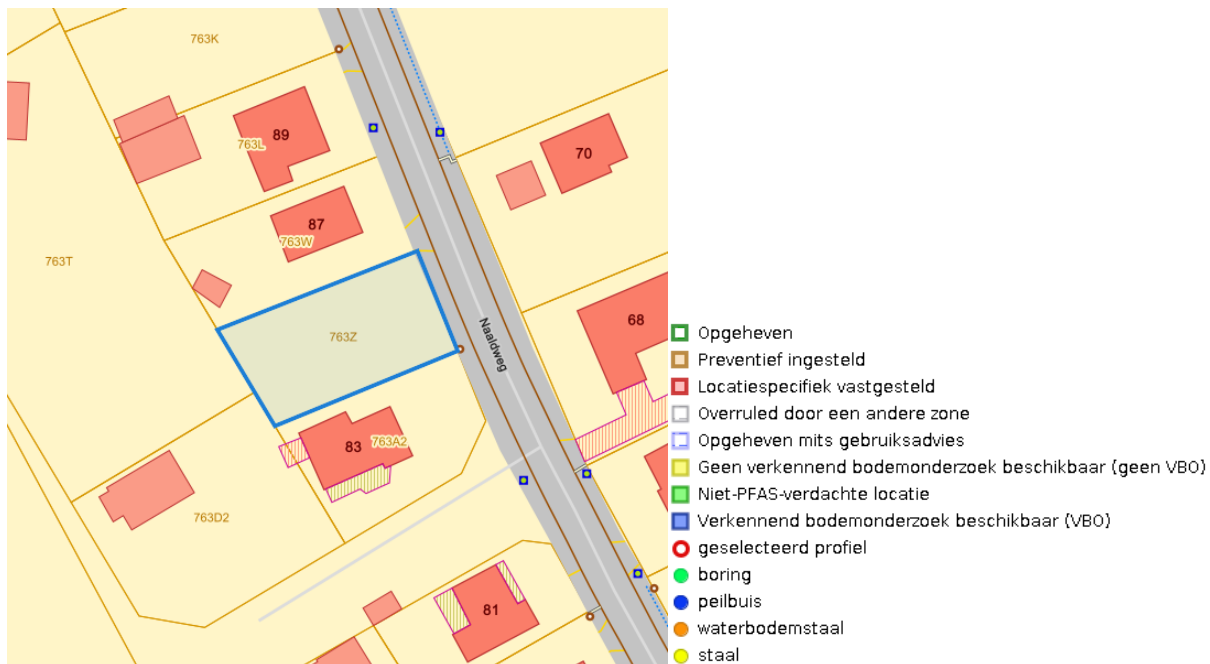 763K
89
763L
70
87
763W
763T
68
763Z
Naaldweg
83
763A2
763D2
81
Opgeheven
Preventief ingesteld
Locatiespecifiek vastgesteld
Overruled door een andere zone
Opgeheven mits gebruiksadvies
Geen verkennend bodemonderzoek beschikbaar (geen VBO)
Niet-PFAS-verdachte locatie
Verkennend bodemonderzoek beschikbaar (VBO)
geselecteerd profiel
boring
peilbuis
waterbodemstaal
staal